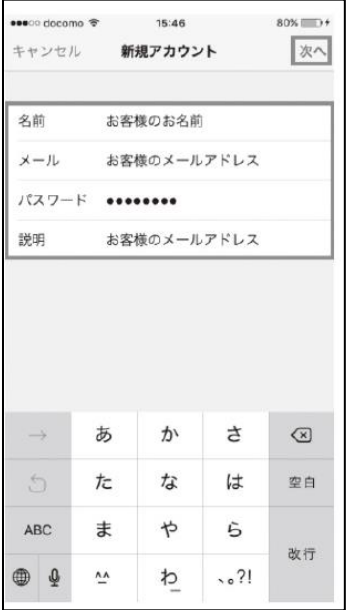 ●●●○○ docomo 15:46 80%
キャンセル 新規アカウント 次へ
名前 お客様のお名前
メール お客様のメールアドレス
パスワード ●●●●●●●●
説明 お客様のメールアドレス
→ あ か さ
た な は 空白
ABC ま や ら
^^ わ 、。?! 改行